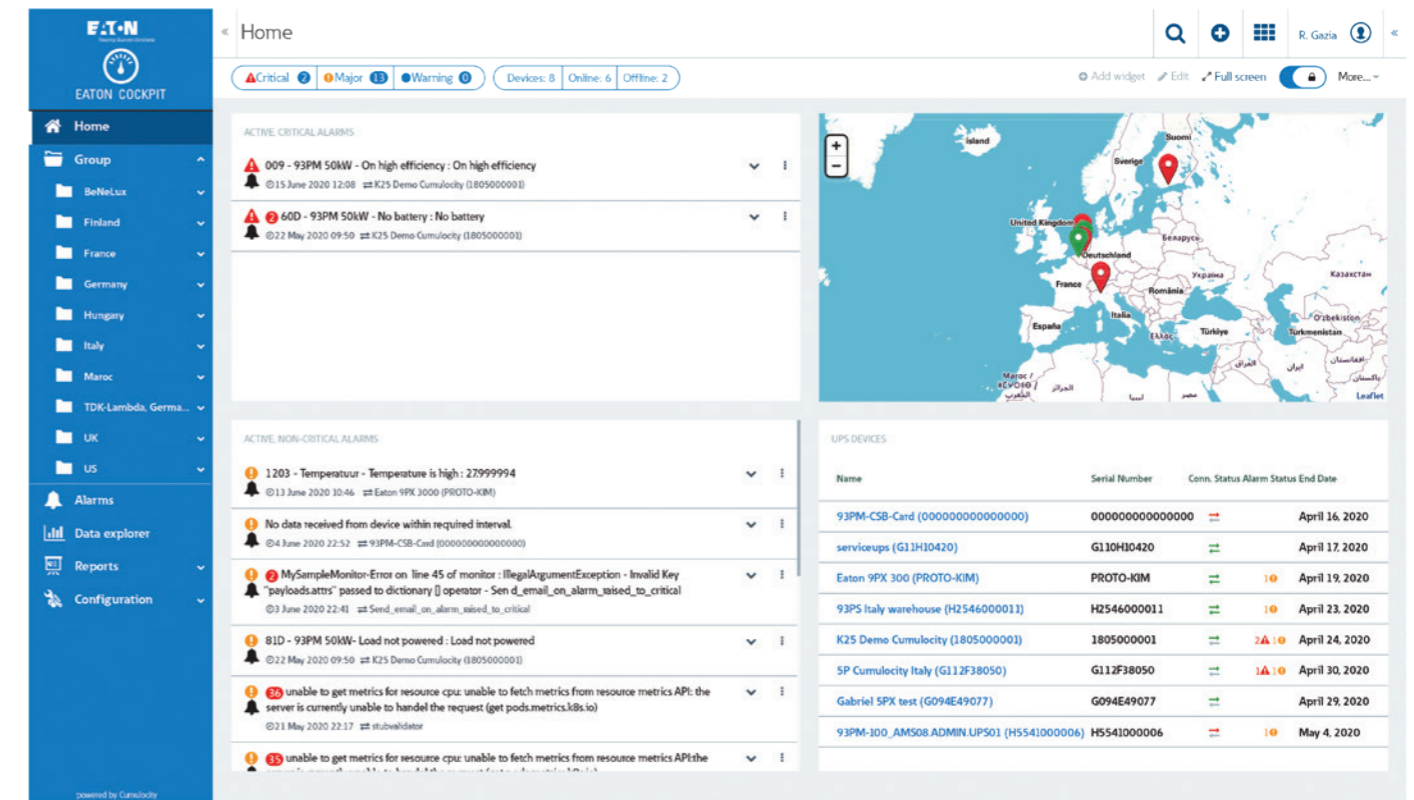 EATON
EATON COCKPIT
Home
Group
BeNeLux
Finland
France
Germany
Hungary
Italy
Maroc
TDK-Lambda, Germa...
UK
US
Alarms
Data explorer
Reports
Configuration
powered by Cumulocity
« Home
R. Gazia «
Critical 2 Major 13 Warning 0 Devices: 8 Online: 6 Offline: 2
Add widget Edit Full screen More...
ACTIVE, CRITICAL ALARMS
009 - 93PM 50kW - On high efficiency : On high efficiency
15 June 2020 12:08 K25 Demo Cumulocity (1805000001)
2 60D - 93PM 50kW - No battery : No battery
22 May 2020 09:50 K25 Demo Cumulocity (1805000001)
+
−
Ísland
Suomi
Sverige
United Kingdom
Беларусь
Deutschland
Україна
Казахстан
France
România
Italia
O'zbekiston
España
Ελλάς
Türkiye
Türkmenistan
افغانستان
العراق
ایران
Maroc /
الجزائر
المغرب
ليبيا
مصر
Leaflet
ACTIVE, NON-CRITICAL ALARMS
1203 - Temperatuur - Temperature is high : 27.999994
13 June 2020 10:46 Eaton 9PX 3000 (PROTO-KIM)
No data received from device within required interval.
4 June 2020 22:52 93PM-CSB-Card (000000000000000)
2 MySampleMonitor-Error on line 45 of monitor : IllegalArgumentException - Invalid Key
"payloads.attrs" passed to dictionary [] operator - Sen d_email_on_alarm_raised_to_critical
3 June 2020 22:41 Send_email_on_alarm_raised_to_critical
81D - 93PM 50kW- Load not powered : Load not powered
22 May 2020 09:50 K25 Demo Cumulocity (1805000001)
36 unable to get metrics for resource cpu: unable to fetch metrics from resource metrics API: the
server is currently unable to handel the request (get pods.metrics.k8s.io)
21 May 2020 22:17 stubvalidator
35 unable to get metrics for resource cpu: unable to fetch metrics from resource metrics API:the
UPS DEVICES
Name Serial Number Conn. Status Alarm Status End Date
93PM-CSB-Card (000000000000000) 000000000000000 April 16, 2020
serviceups (G11H10420) G110H10420 April 17, 2020
Eaton 9PX 300 (PROTO-KIM) PROTO-KIM 1 April 19, 2020
93PS Italy warehouse (H2546000011) H2546000011 1 April 23, 2020
K25 Demo Cumulocity (1805000001) 1805000001 2 1 April 24, 2020
5P Cumulocity Italy (G112F38050) G112F38050 1 1 April 30, 2020
Gabriel 5PX test (G094E49077) G094E49077 April 29, 2020
93PM-100_AMS08.ADMIN.UPS01 (H5541000006) H5541000006 1 May 4, 2020